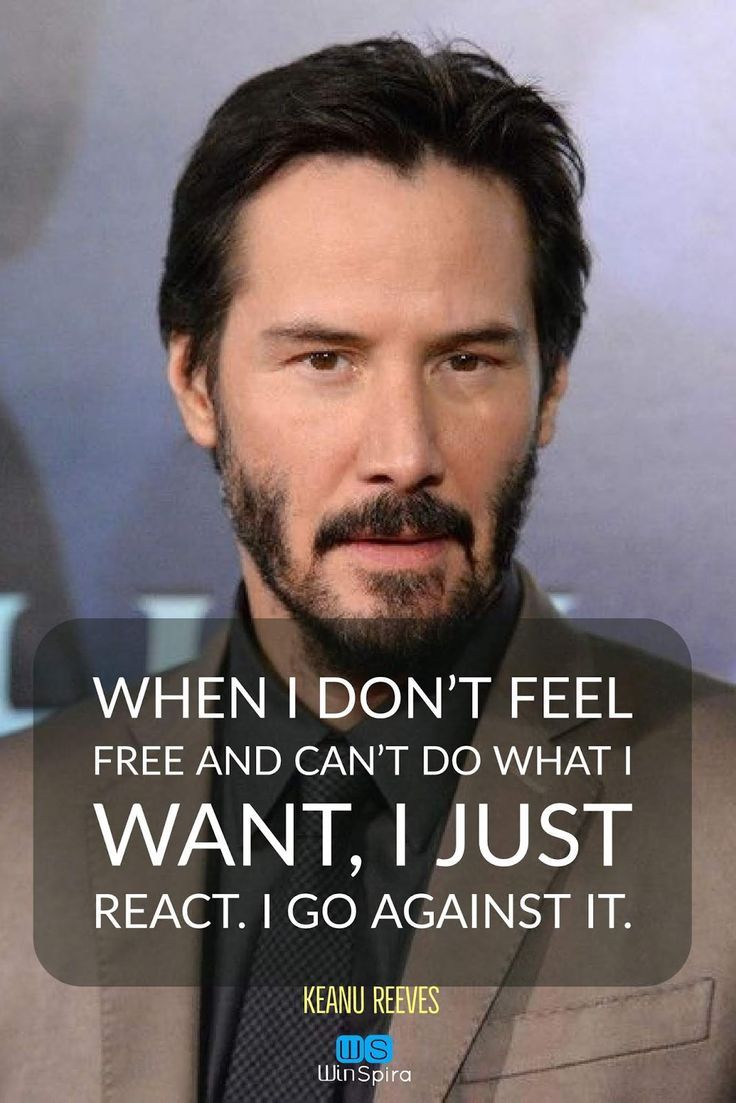 WHEN I DON'T FEEL
FREE AND CAN'T DO WHAT I
WANT, I JUST
REACT. I GO AGAINST IT.
KEANU REEVES
WS
WinSpira